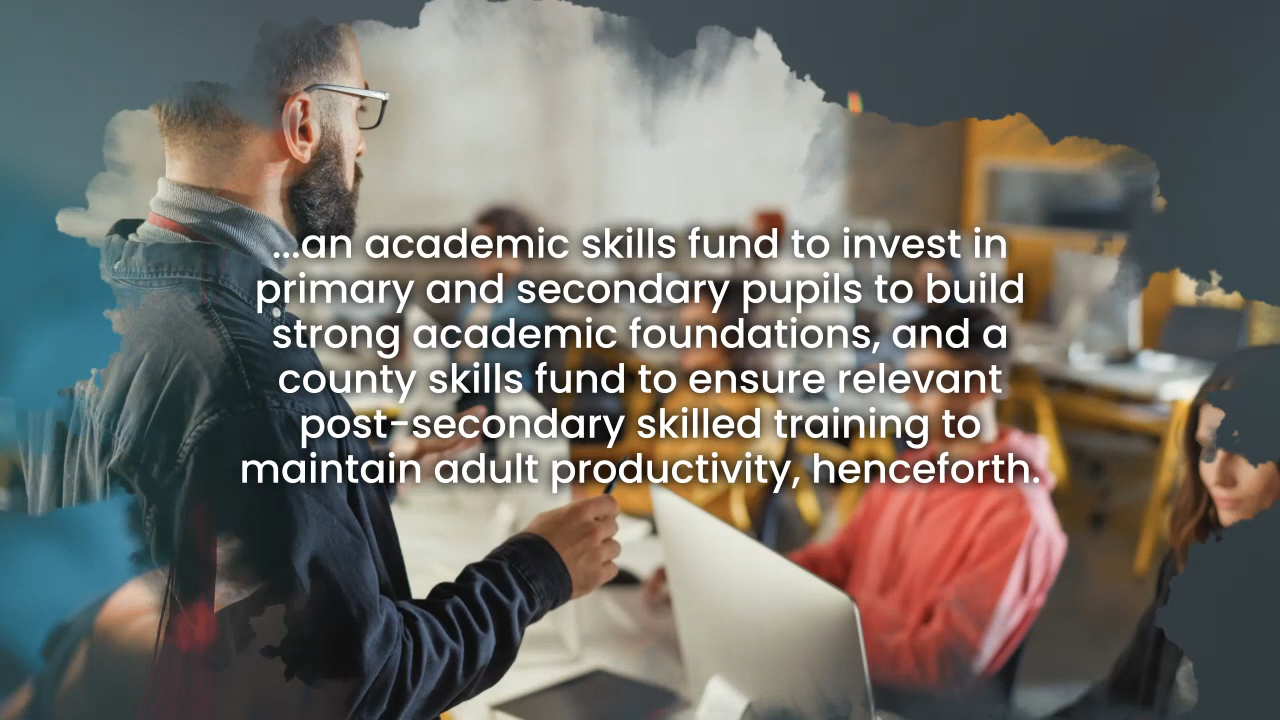 ...an academic skills fund to invest in
primary and secondary pupils to build
strong academic foundations, and a
county skills fund to ensure relevant
post-secondary skilled training to
maintain adult productivity, henceforth.